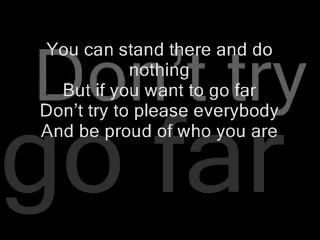 You can stand there and do
nothing
But if you want to go far
Don't try to please everybody
And be proud of who you are
Don't try
go far